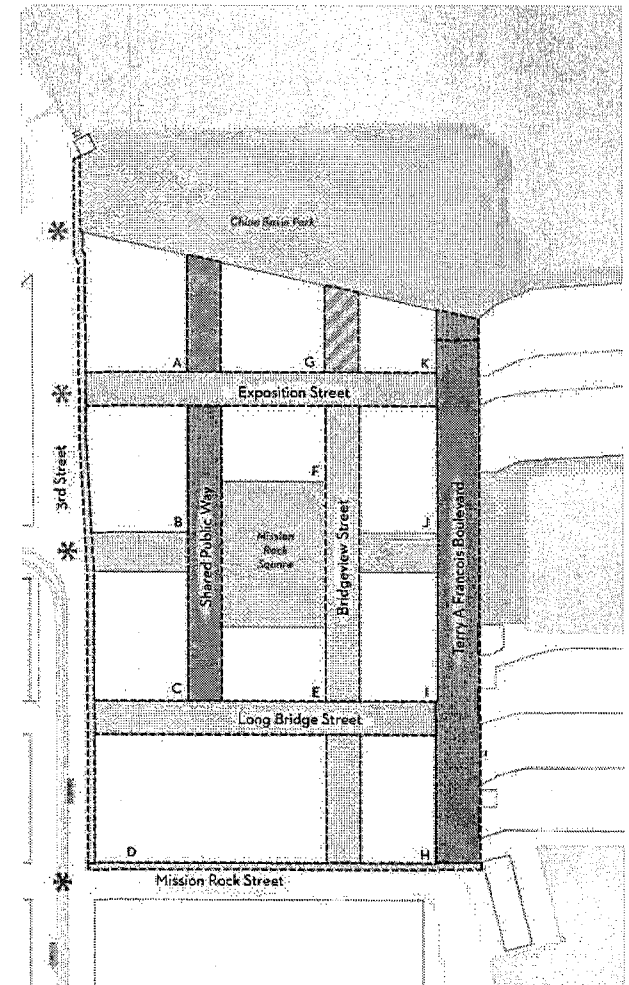 China Basin Park
A
G
K
Exposition Street
3rd Street
F
B
J
Shared Public Way
Mission
Rock
Square
Bridgeview Street
Terry A Francois Boulevard
C
E
I
Long Bridge Street
D
H
Mission Rock Street